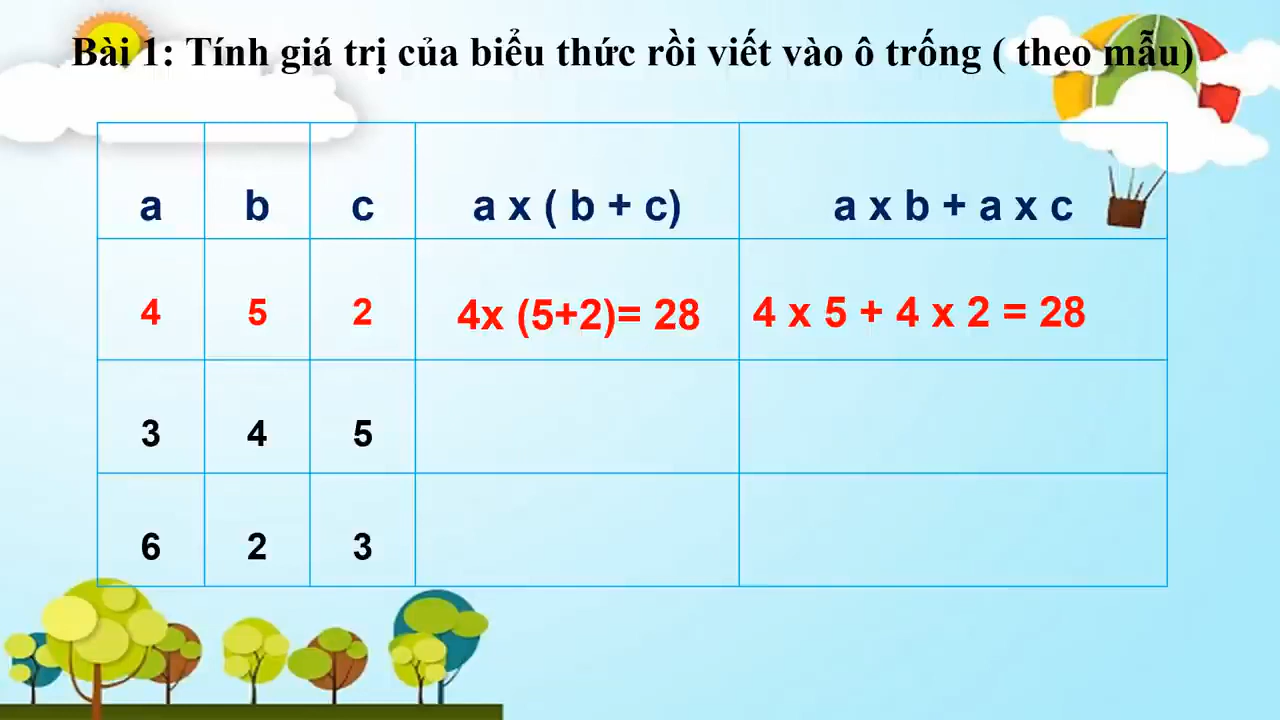 Bài 1: Tính giá trị của biểu thức rồi viết vào ô trống ( theo mẫu)
a b c a x ( b + c) a x b + a x c
4 5 2 4x (5+2)= 28 4 x 5 + 4 x 2 = 28
3 4 5
6 2 3